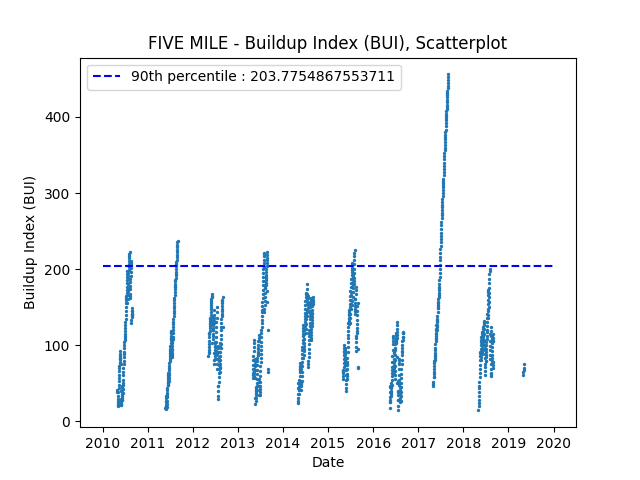 FIVE MILE - Buildup Index (BUI), Scatterplot
90th percentile : 203.7754867553711
Buildup Index (BUI)
400
300
200
100
0
2010 2011 2012 2013 2014 2015 2016 2017 2018 2019 2020
Date